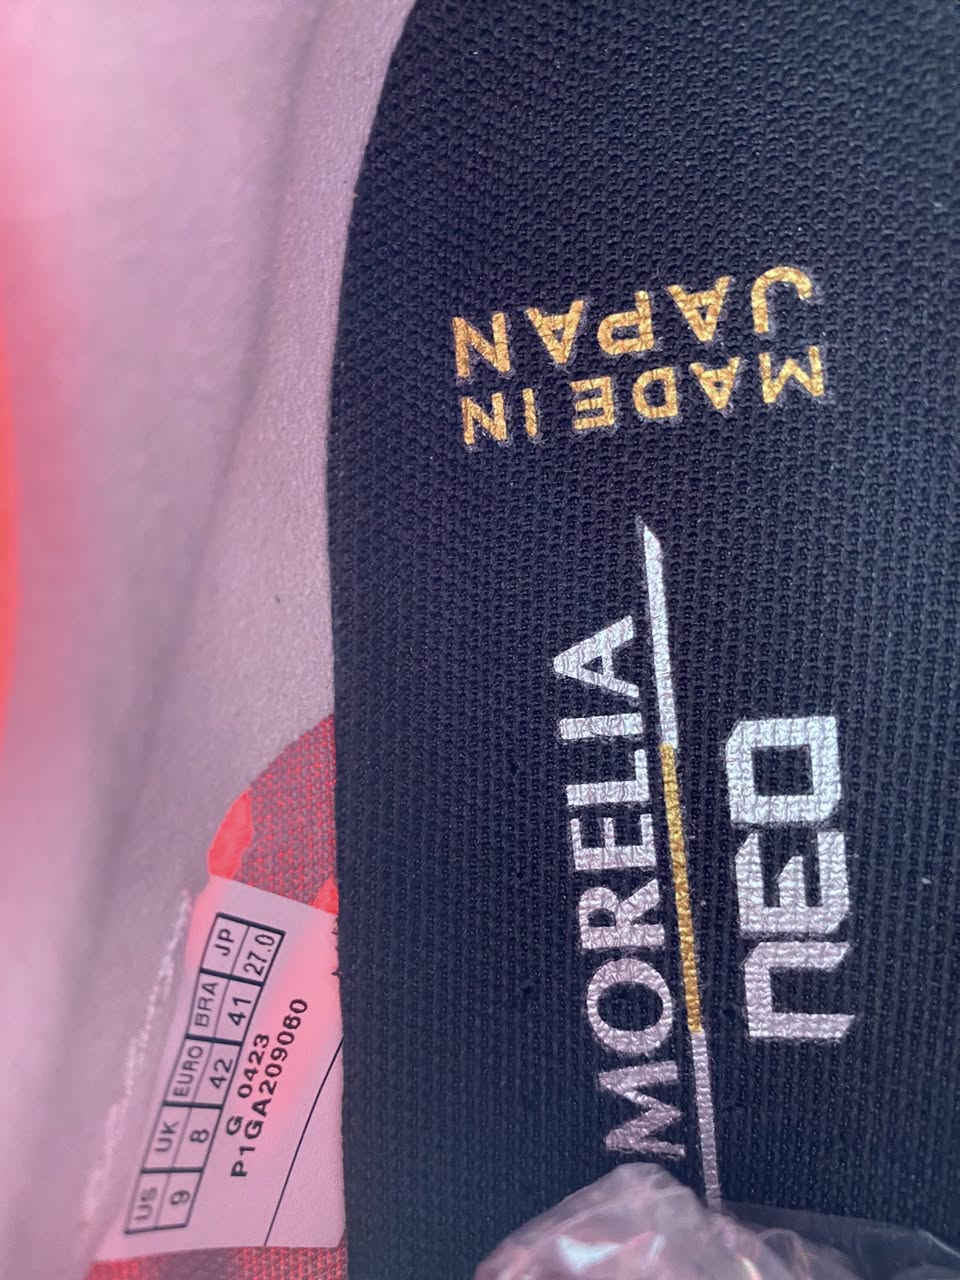 MADE IN
JAPAN
MORELIA
neo
US UK EURO BRA JP
9 8 42 41 27.0
G 0423
P1GA209060